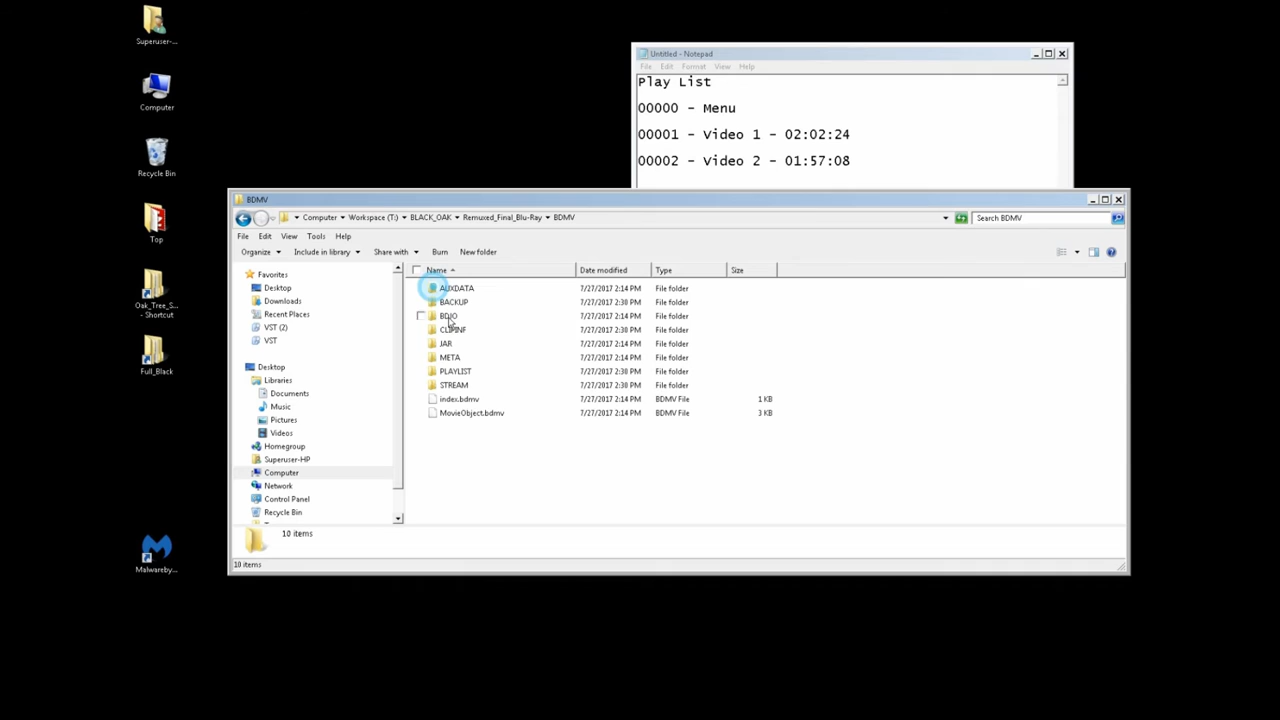 Superuser-...
Computer
Recycle Bin
Top
Oak_Tree_S...
- Shortcut
Full_Black
Malwareby...
Untitled - Notepad
File Edit Format View Help
Play List
00000 - Menu
00001 - Video 1 - 02:02:24
00002 - Video 2 - 01:57:08
BDMV
Computer Workspace (T:) BLACK_OAK Remuxed_Final_Blu-Ray BDMV
Search BDMV
File Edit View Tools Help
Organize Include in library Share with Burn New folder
Favorites
Desktop
Downloads
Recent Places
VST (2)
VST
Desktop
Libraries
Documents
Music
Pictures
Videos
Homegroup
Superuser-HP
Computer
Network
Control Panel
Recycle Bin
Name Date modified Type Size
AUXDATA 7/27/2017 2:14 PM File folder
BACKUP 7/27/2017 2:30 PM File folder
BDJO 7/27/2017 2:14 PM File folder
CLIPINF 7/27/2017 2:30 PM File folder
JAR 7/27/2017 2:14 PM File folder
META 7/27/2017 2:14 PM File folder
PLAYLIST 7/27/2017 2:30 PM File folder
STREAM 7/27/2017 2:30 PM File folder
index.bdmv 7/27/2017 2:14 PM BDMV File 1 KB
MovieObject.bdmv 7/27/2017 2:14 PM BDMV File 3 KB
10 items
10 items